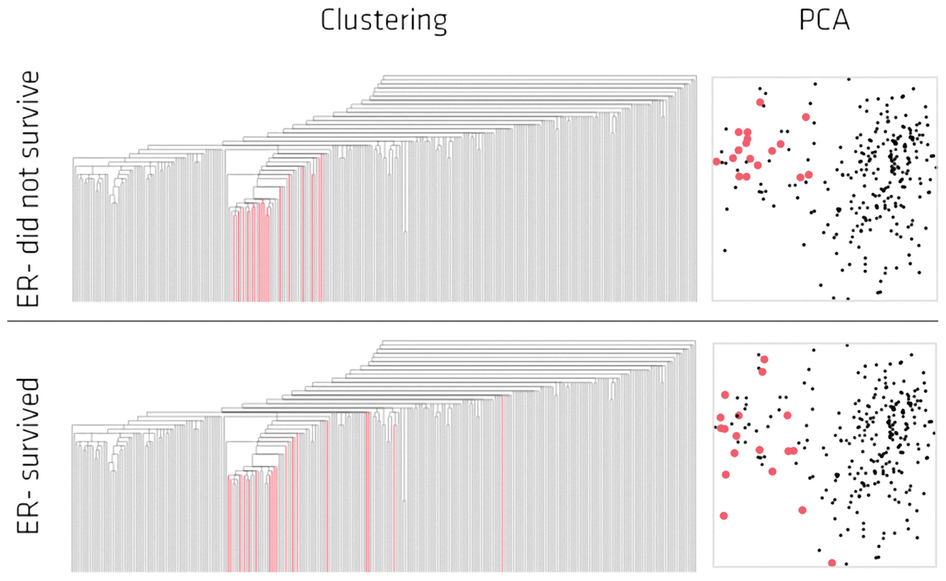 Clustering
PCA
ER- did not survive
ER- survived